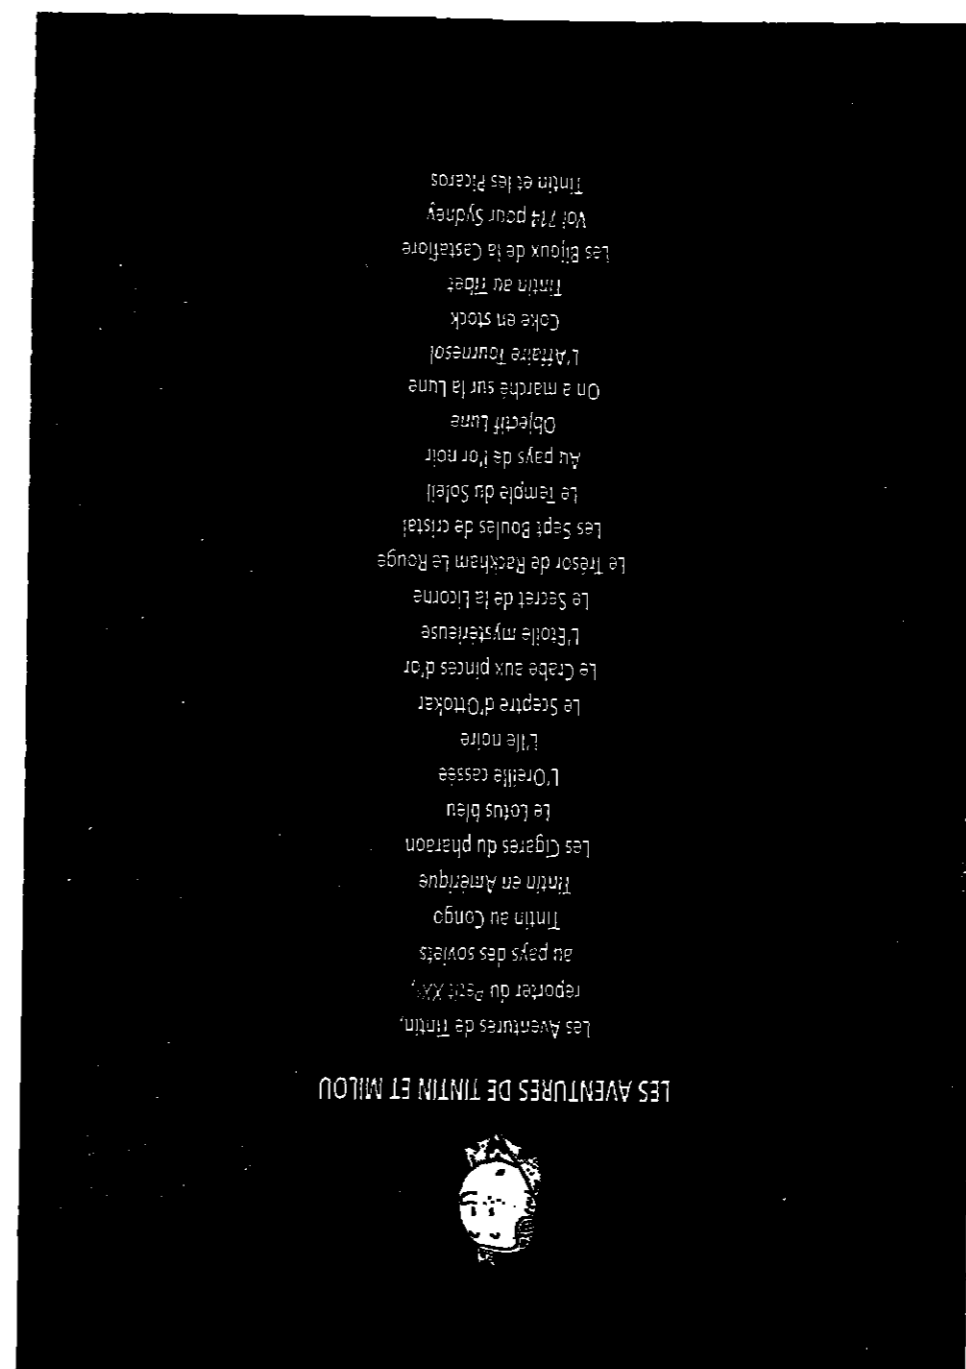 LES AVENTURES DE TINTIN ET MILOU
Les Aventures de Tintin,
reporter du Petit XXe,
au pays des soviets
Tintin au Congo
Tintin en Amérique
Les Cigares du pharaon
Le Lotus bleu
L'Oreille cassée
L'Ile noire
Le Sceptre d'Ottokar
Le Crabe aux pinces d'or
L'Etoile mystérieuse
Le Secret de la Licorne
Le Trésor de Rackham Le Rouge
Les Sept Boules de cristal
Le Temple du Soleil
Au pays de l'or noir
Objectif Lune
On a marché sur la Lune
L'Affaire Tournesol
Coke en stock
Tintin au Tibet
Les Bijoux de la Castafiore
Vol 714 pour Sydney
Tintin et les Picaros